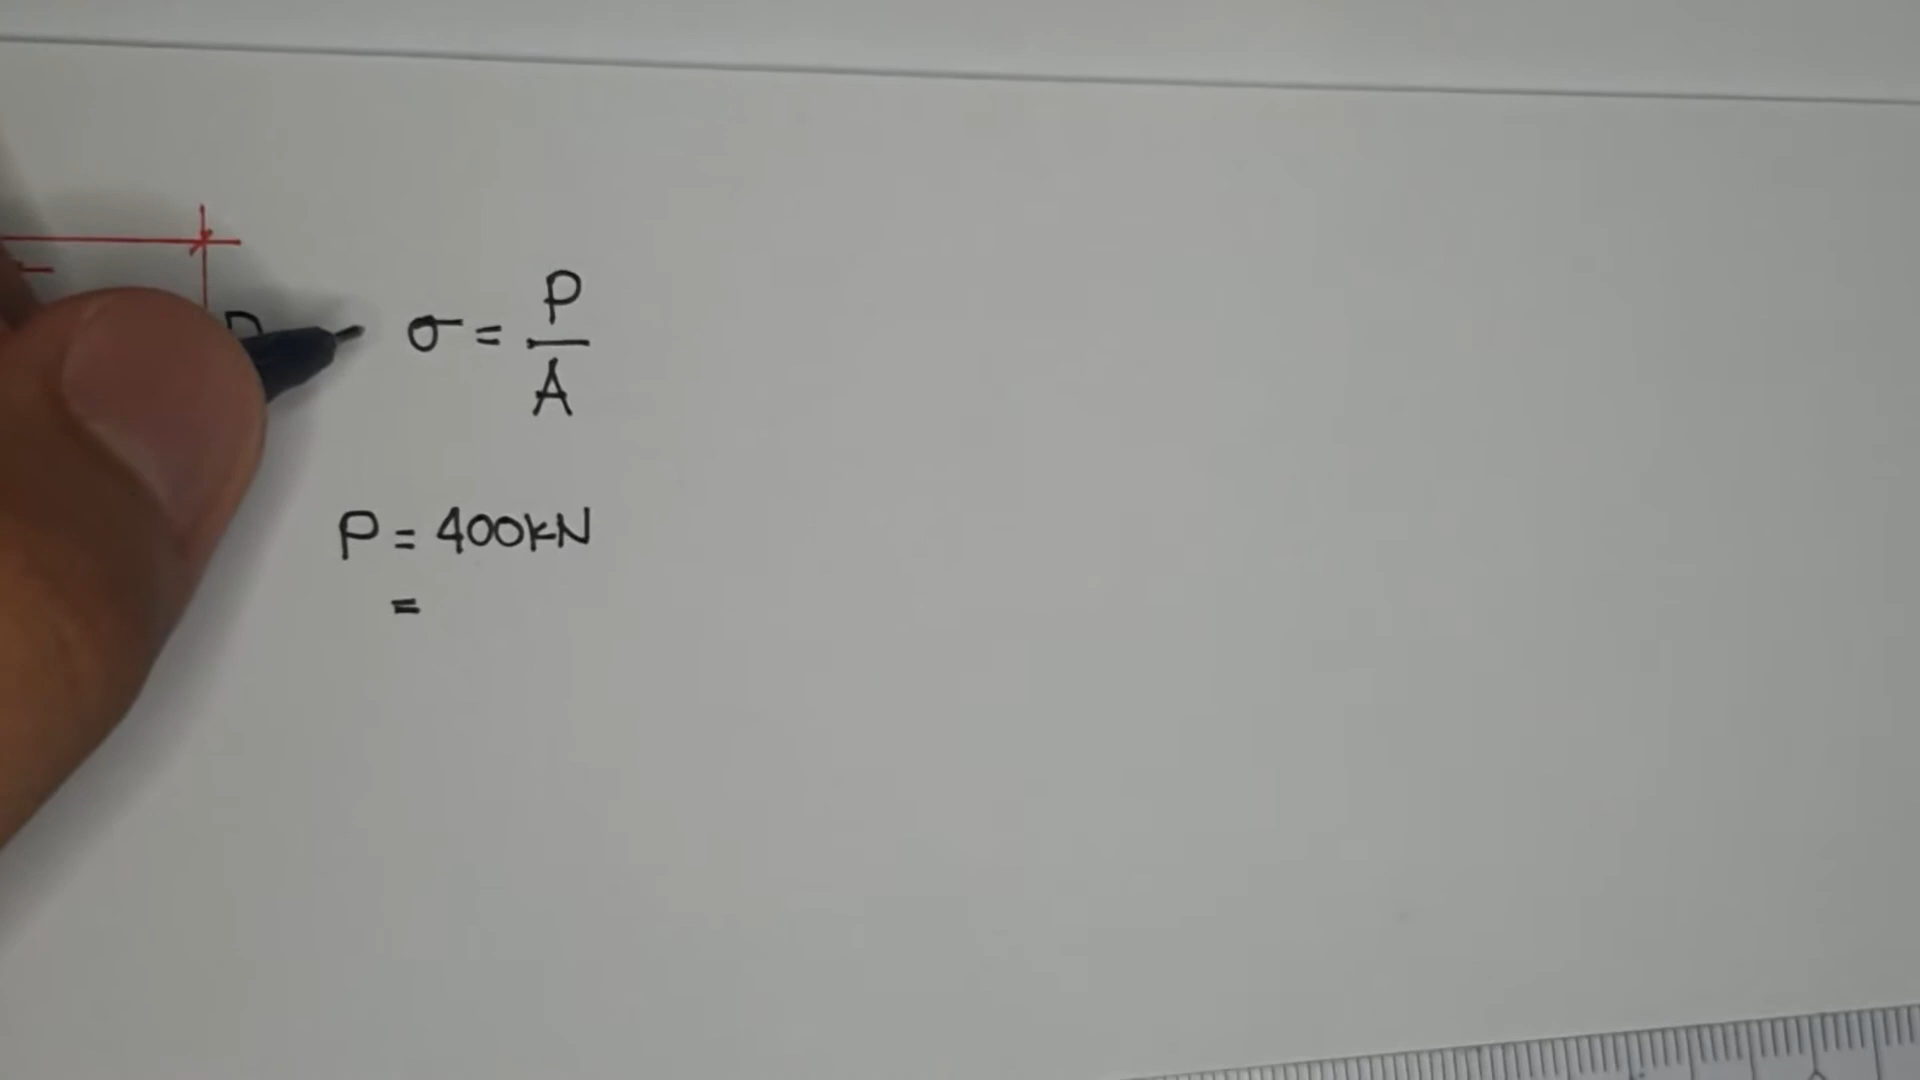 σ = P
A
P = 400kN
=